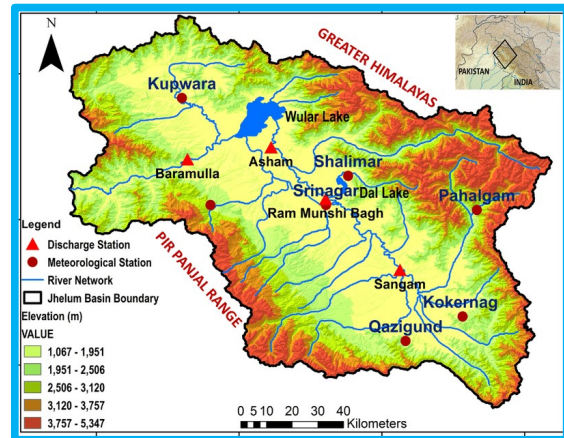 N
GREATER HIMALAYAS
PAKISTAN
INDIA
Kupwara
Wular Lake
Asham
Shalimar
Baramulla
Srinagar
Dal Lake
Pahalgam
Ram Munshi Bagh
PIR PANJAL RANGE
Sangam
Kokernag
Qazigund
Legend
Discharge Station
Meteorological Station
River Network
Jhelum Basin Boundary
Elevation (m)
VALUE
1,067 - 1,951
1,951 - 2,506
2,506 - 3,120
3,120 - 3,757
3,757 - 5,347
0 5 10 20 30 40
Kilometers